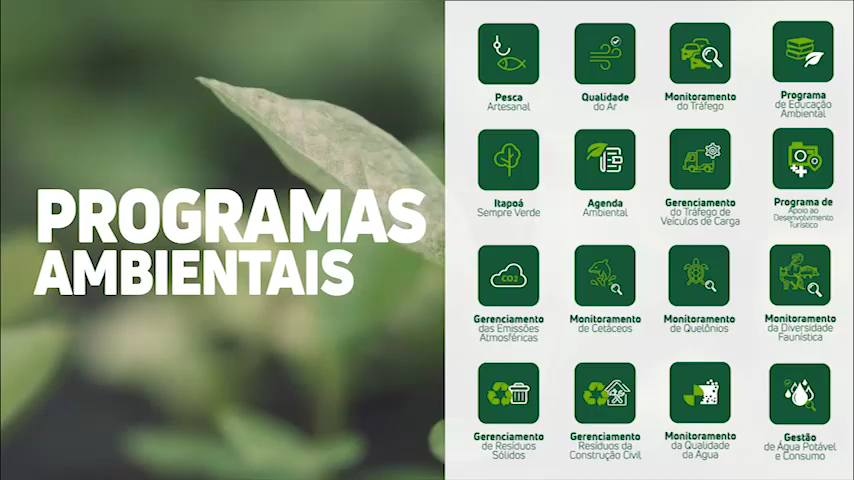 PROGRAMAS
AMBIENTAIS
Pesca
Artesanal
Qualidade
do Ar
Monitoramento
do Tráfego
Programa
de Educação
Ambiental
Itapoá
Sempre Verde
Agenda
Ambiental
Gerenciamento
do Tráfego de
Veículos de Carga
Programa de
Apoio ao
Desenvolvimento
Turístico
CO2
Gerenciamento
das Emissões
Atmosféricas
Monitoramento
de Cetáceos
Monitoramento
de Quelônios
Monitoramento
da Diversidade
Faunística
Gerenciamento
de Resíduos
Sólidos
Gerenciamento
Resíduos da
Construção Civil
Monitoramento
da Qualidade
da Água
Gestão
de Água Potável
e Consumo